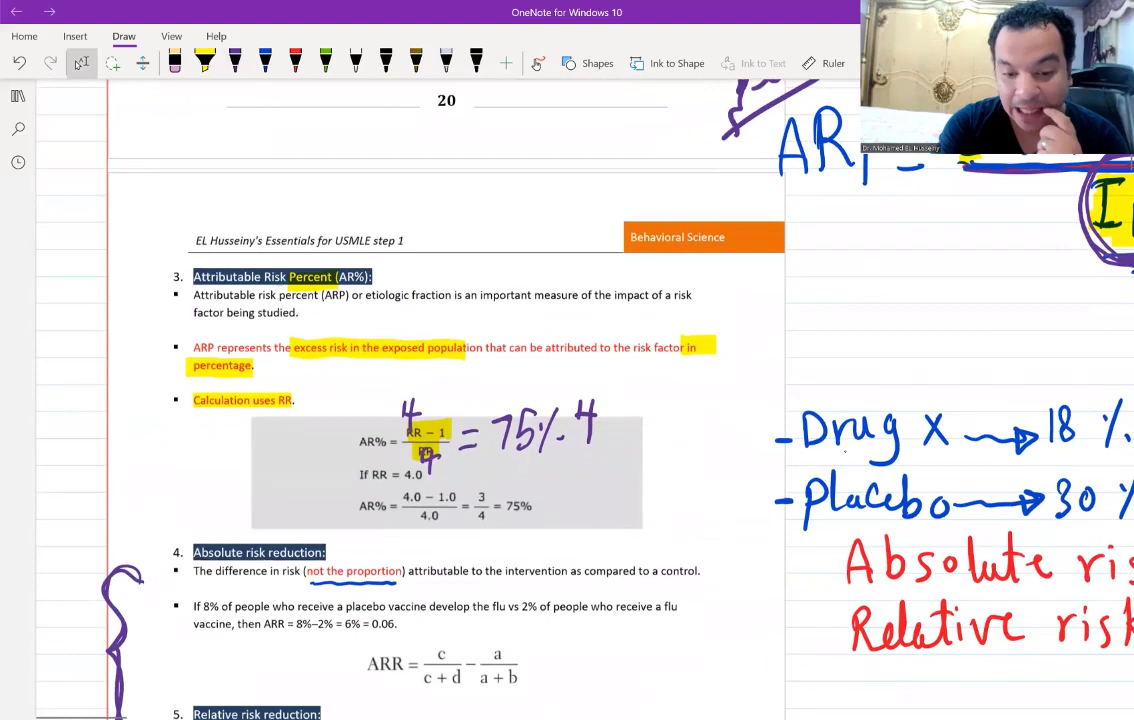 OneNote for Windows 10
Home Insert Draw View Help
Shapes Ink to Shape Ink to Text Ruler
20
AR
Dr. Mohamed EL Husseiny
EL Husseiny's Essentials for USMLE step 1
Behavioral Science
3. Attributable Risk Percent (AR%):
▪ Attributable risk percent (ARP) or etiologic fraction is an important measure of the impact of a risk
factor being studied.
▪ ARP represents the excess risk in the exposed population that can be attributed to the risk factor in
percentage.
▪ Calculation uses RR.
4
AR% = RR – 1 / RR = 75% 4
4
If RR = 4.0
AR% = 4.0 – 1.0 / 4.0 = 3 / 4 = 75%
- Drug X → 18 %
- Placebo → 30 %
Absolute ris
Relative risk
4. Absolute risk reduction:
▪ The difference in risk (not the proportion) attributable to the intervention as compared to a control.
▪ If 8% of people who receive a placebo vaccine develop the flu vs 2% of people who receive a flu
vaccine, then ARR = 8%–2% = 6% = 0.06.
ARR = c / c + d − a / a + b
5. Relative risk reduction: